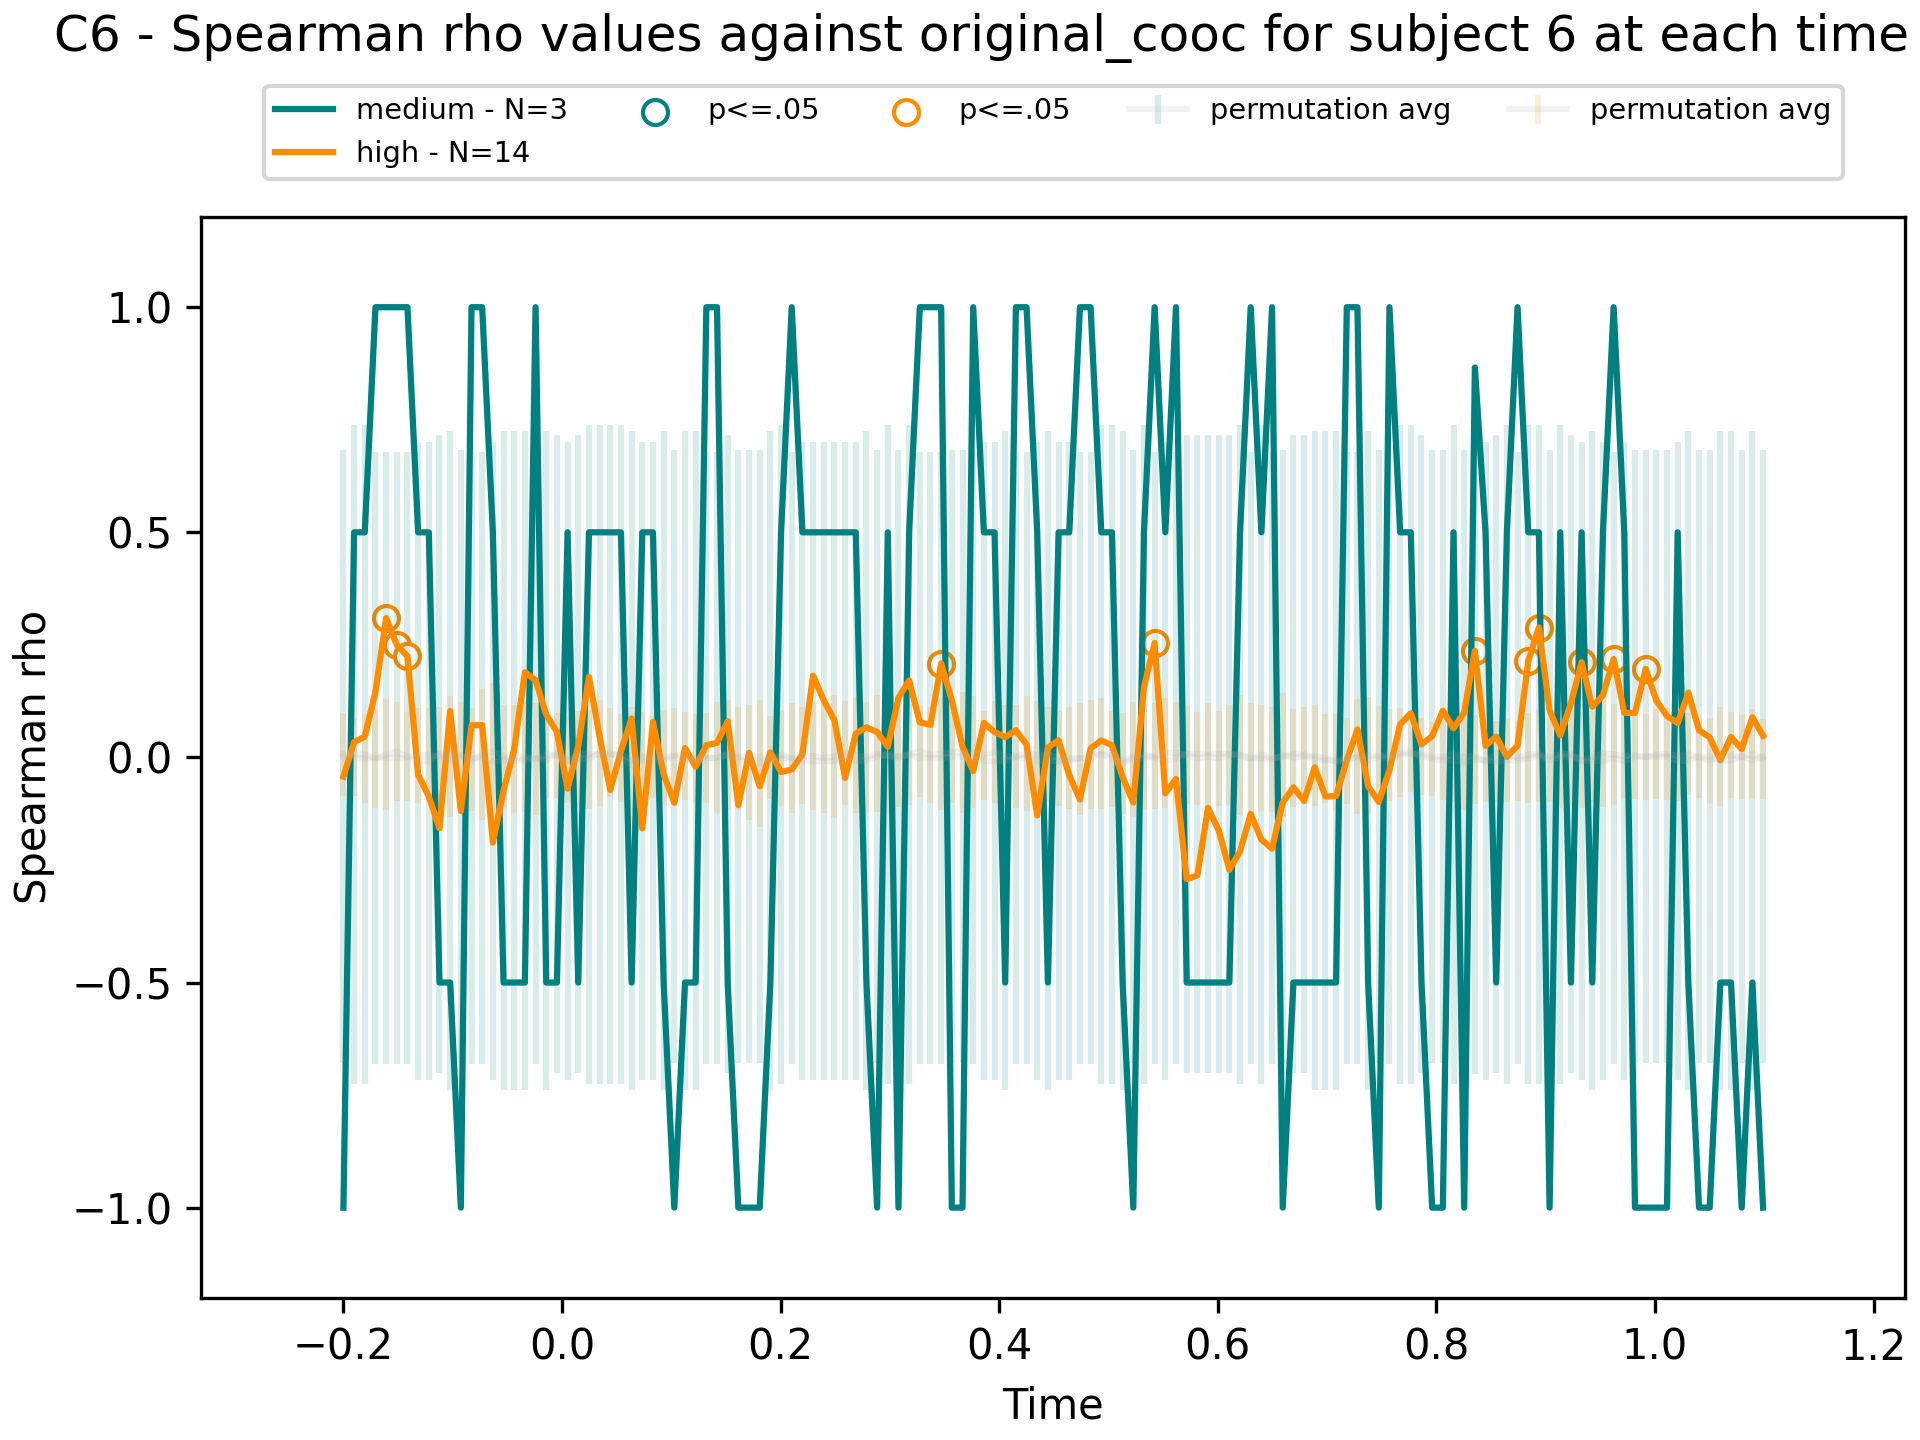 C6 - Spearman rho values against original_cooc for subject 6 at each time
medium - N=3
high - N=14
p<=.05
p<=.05
permutation avg
permutation avg
Spearman rho
1.0
0.5
0.0
−0.5
−1.0
−0.2 0.0 0.2 0.4 0.6 0.8 1.0 1.2
Time